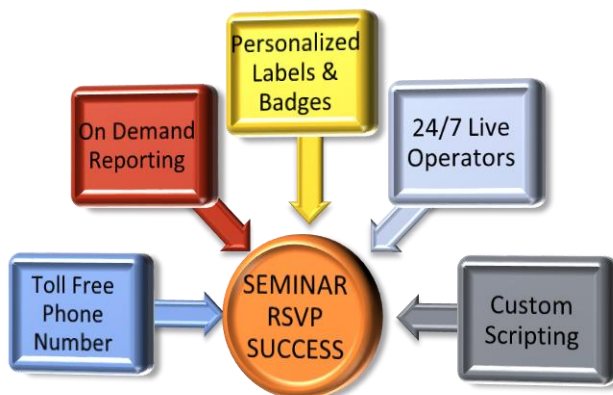 Personalized
Labels &
Badges
On Demand
Reporting
24/7 Live
Operators
Toll Free
Phone
Number
SEMINAR
RSVP
SUCCESS
Custom
Scripting